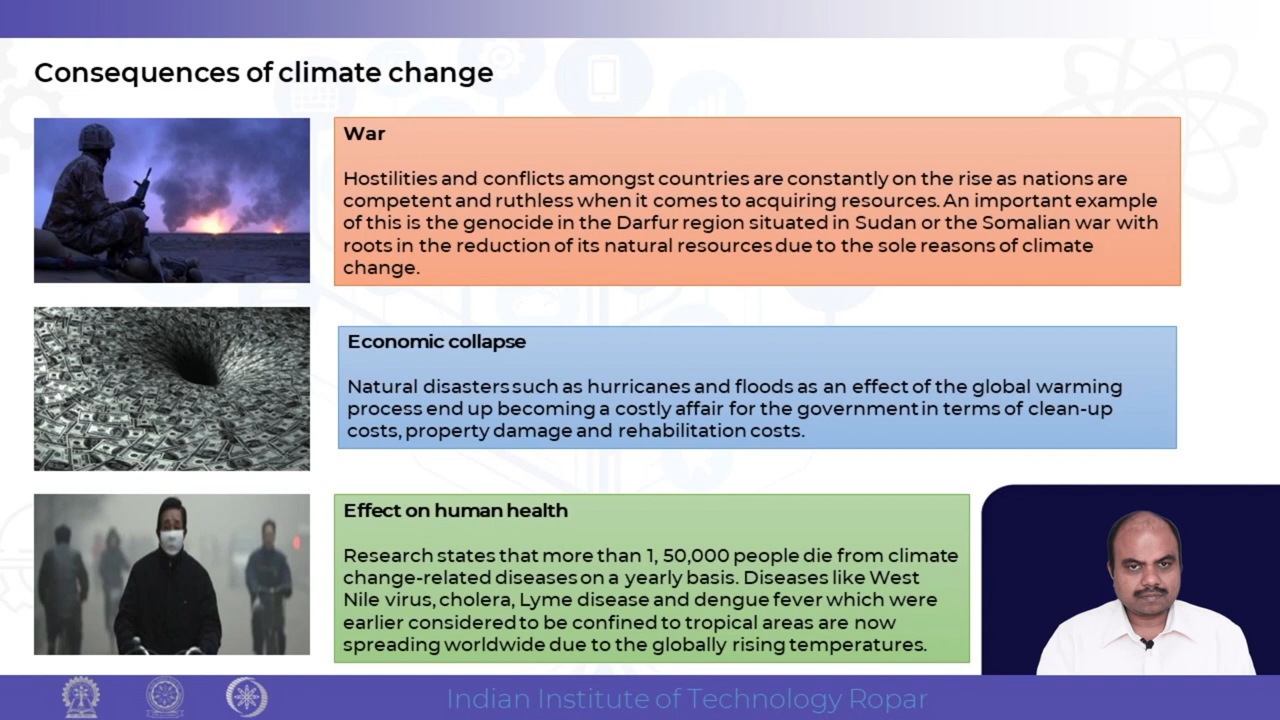 Consequences of climate change
War
Hostilities and conflicts amongst countries are constantly on the rise as nations are
competent and ruthless when it comes to acquiring resources. An important example
of this is the genocide in the Darfur region situated in Sudan or the Somalian war with
roots in the reduction of its natural resources due to the sole reasons of climate
change.
Economic collapse
Natural disasters such as hurricanes and floods as an effect of the global warming
process end up becoming a costly affair for the government in terms of clean-up
costs, property damage and rehabilitation costs.
Effect on human health
Research states that more than 1, 50,000 people die from climate
change-related diseases on a yearly basis. Diseases like West
Nile virus, cholera, Lyme disease and dengue fever which were
earlier considered to be confined to tropical areas are now
spreading worldwide due to the globally rising temperatures.
Indian Institute of Technology Ropar